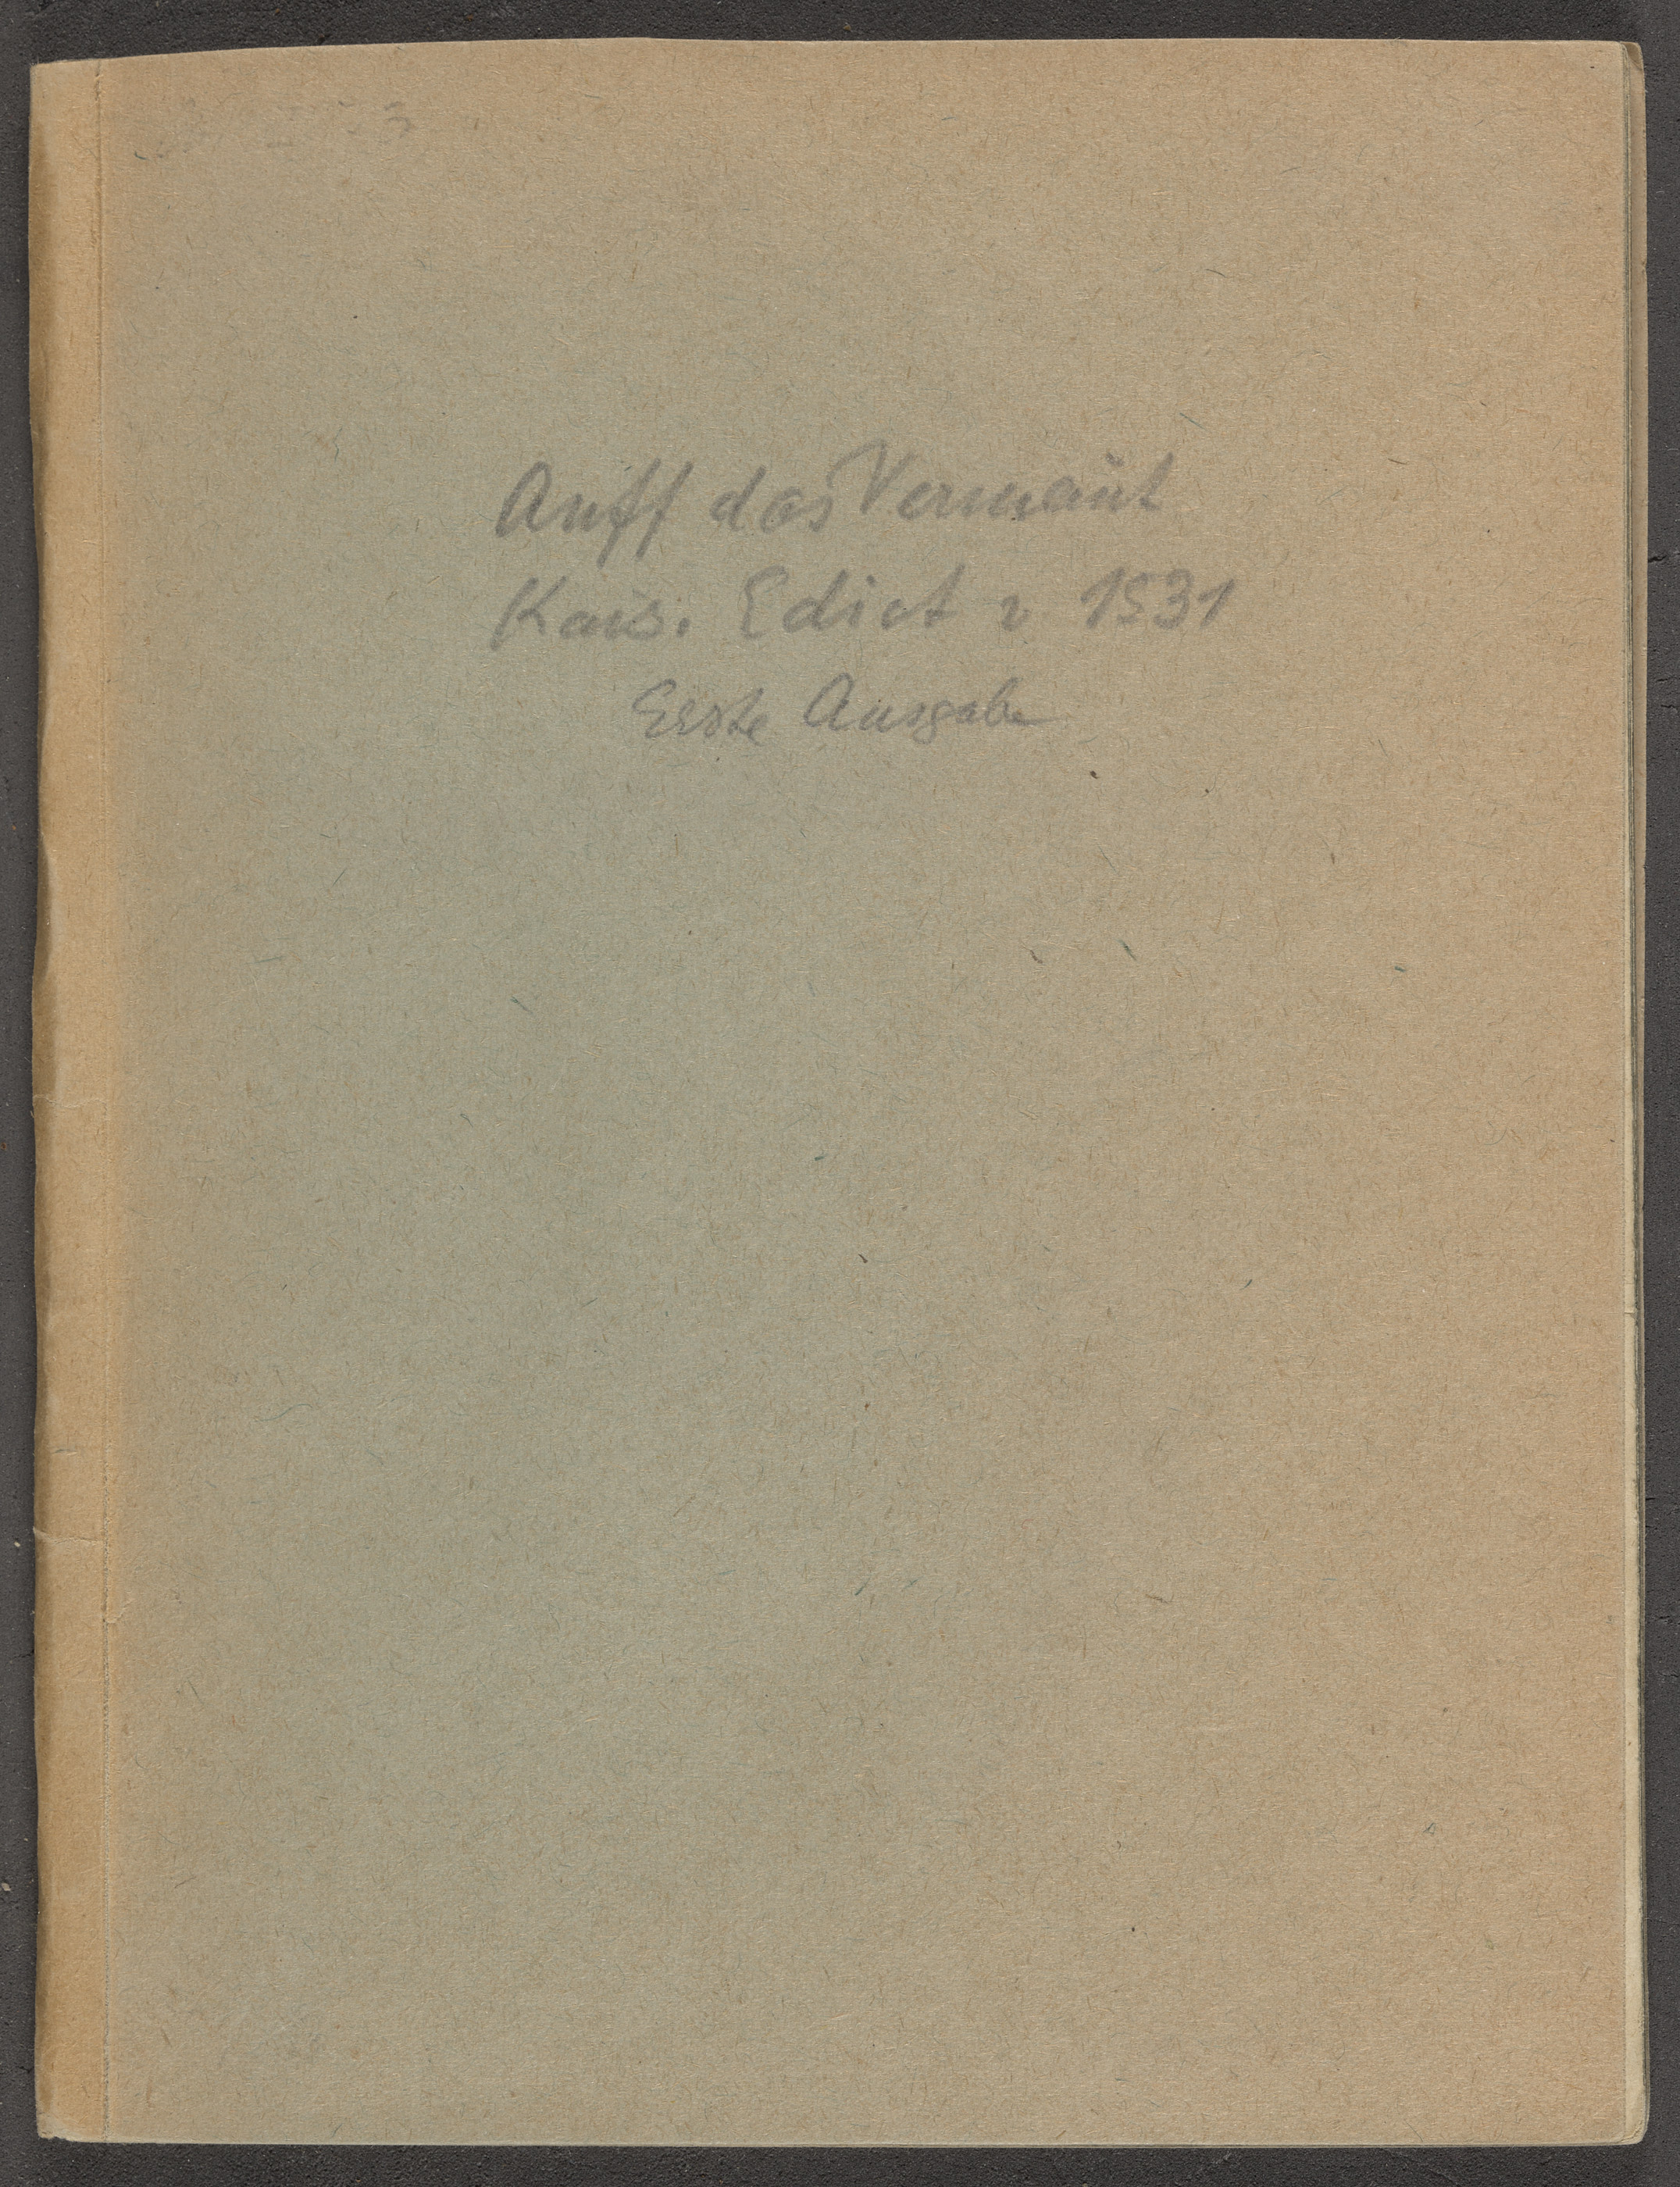 Auff das Vermaint
Kais. Edict v 1531
Erste Ausgabe